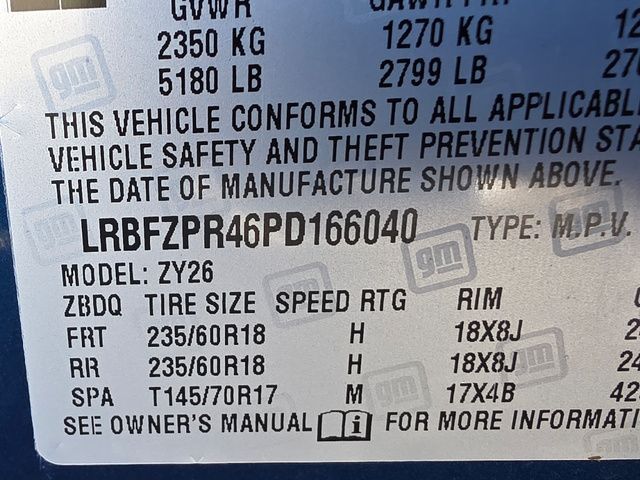 GVWR
2350 KG 1270 KG
5180 LB 2799 LB
THIS VEHICLE CONFORMS TO ALL
VEHICLE SAFETY AND THEFT PREVENTION
THE DATE OF MANUFACTURE SHOWN ABOVE.
LRBFZPR46PD166040 TYPE: M.P.V.
MODEL: ZY26
ZBDQ TIRE SIZE SPEED RTG RIM
FRT 235/60R18 H 18X8J
RR 235/60R18 H 18X8J
SPA T145/70R17 M 17X4B
SEE OWNER'S MANUAL i FOR MORE
gm